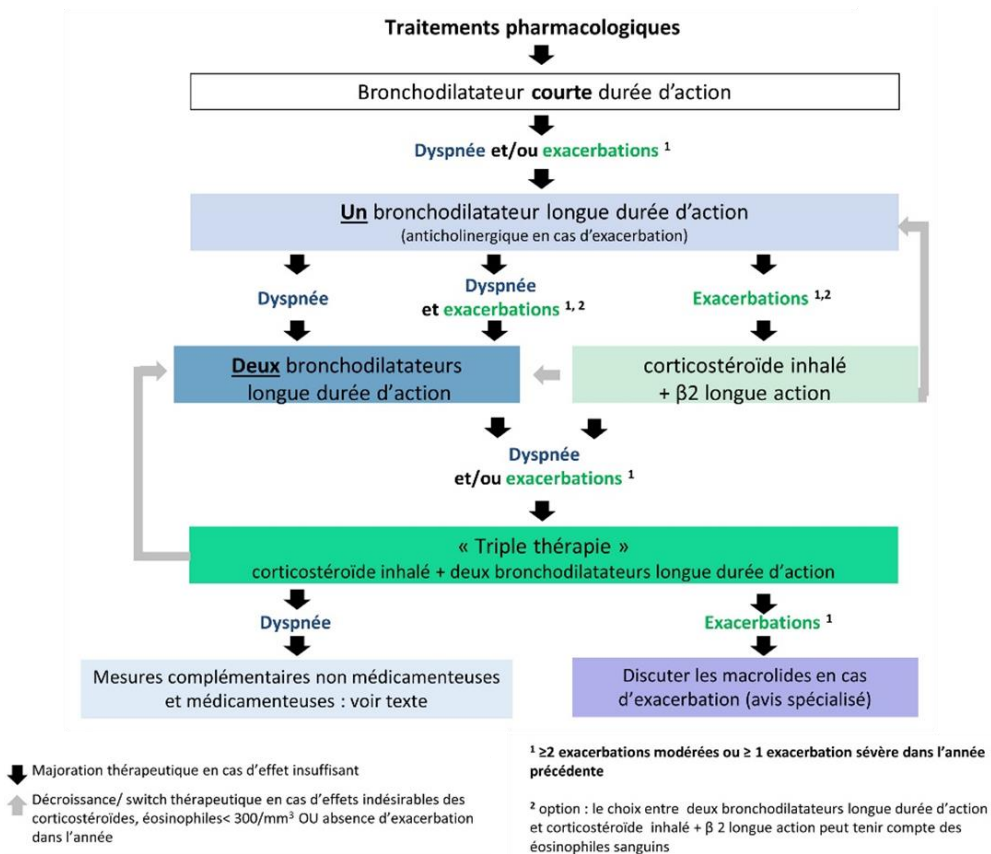 Traitements pharmacologiques
Bronchodilatateur courte durée d'action
Dyspnée et/ou exacerbations ¹
Un bronchodilatateur longue durée d'action
(anticholinergique en cas d'exacerbation)
Dyspnée
Dyspnée
et exacerbations ¹, ²
Exacerbations ¹,²
Deux bronchodilatateurs
longue durée d'action
corticostéroïde inhalé
+ β2 longue action
Dyspnée
et/ou exacerbations ¹
« Triple thérapie »
corticostéroïde inhalé + deux bronchodilatateurs longue durée d'action
Dyspnée
Exacerbations ¹
Mesures complémentaires non médicamenteuses
et médicamenteuses : voir texte
Discuter les macrolides en cas
d'exacerbation (avis spécialisé)
Majoration thérapeutique en cas d'effet insuffisant
Décroissance/ switch thérapeutique en cas d'effets indésirables des
corticostéroïdes, éosinophiles< 300/mm³ OU absence d'exacerbation
dans l'année
¹ ≥2 exacerbations modérées ou ≥ 1 exacerbation sévère dans l'année
précédente
² option : le choix entre deux bronchodilatateurs longue durée d'action
et corticostéroïde inhalé + β 2 longue action peut tenir compte des
éosinophiles sanguins